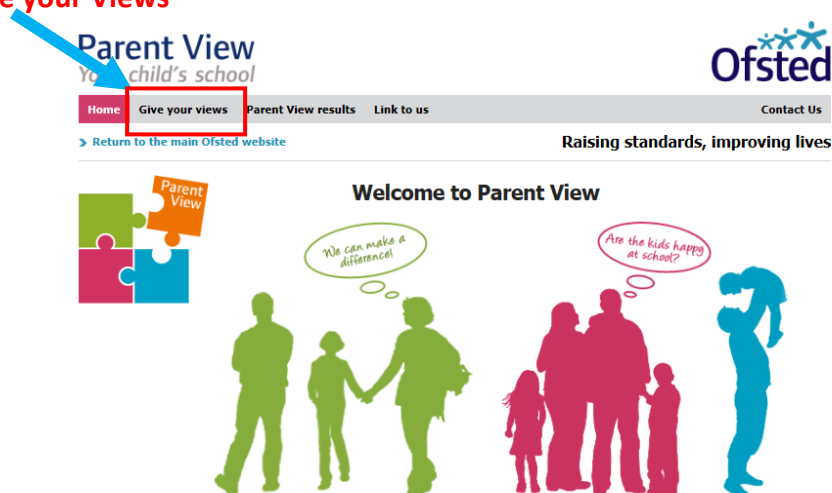 your Views
Parent View
Your child's school
Ofsted
Home Give your views Parent View results Link to us Contact Us
Return to the main Ofsted website
Raising standards, improving lives
Parent
View
Welcome to Parent View
We can make a
difference!
Are the kids happy
at school?